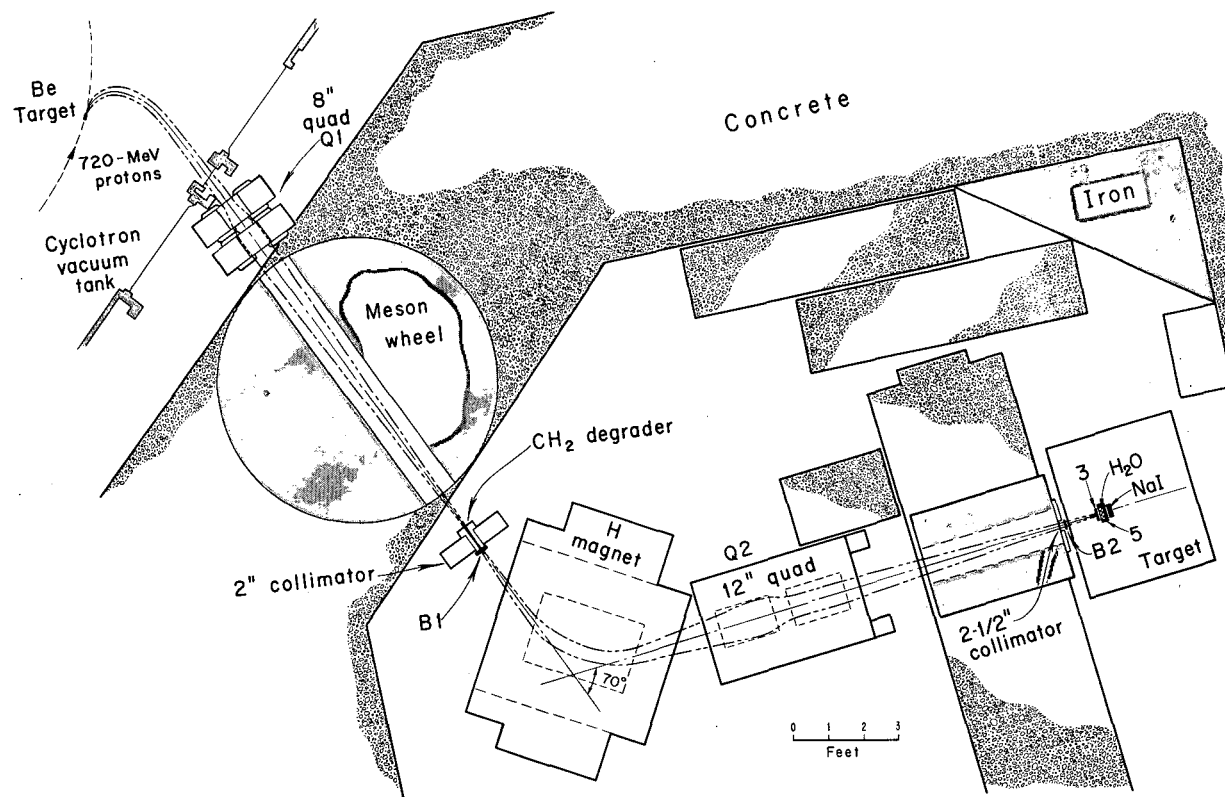 Be
Target
720-MeV
protons
8"
quad
Q1
Concrete
Iron
Cyclotron
vacuum
tank
Meson
wheel
CH₂ degrader
2" collimator
B1
H
magnet
70°
Q2
12" quad
3
H₂O
NaI
5
B2
Target
2-1/2"
collimator
0 1 2 3
Feet